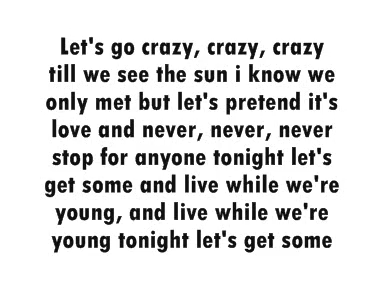 Let's go crazy, crazy, crazy
till we see the sun i know we
only met but let's pretend it's
love and never, never, never
stop for anyone tonight let's
get some and live while we're
young, and live while we're
young tonight let's get some